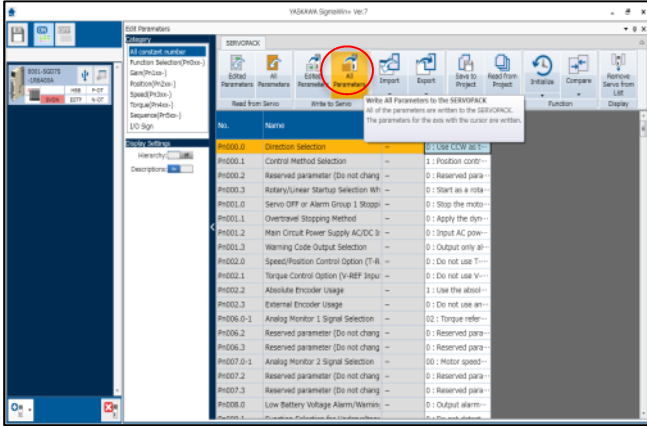 YASKAWA SigmaWin+ Ver.7
Edit Parameters
Category
All constant number
Function Selection(Pn0xx-)
Gain(Pn1xx-)
Position(Pn2xx-)
Speed(Pn3xx-)
Torque(Pn4xx-)
Sequence(Pn5xx-)
I/O Sign
Display Settings
Hierarchy:
Descriptions:
HBB P-OT
SVON ESTP N-OT
SERVOPACK
Edited Parameters
All Parameters
Edited Parameters
All Parameters
Import
Export
Save to Project
Read from Project
Initialize
Compare
Remove Servo from List
Read from Servo
Write to Servo
Function
Display
Write All Parameters to the SERVOPACK
All of the parameters are written to the SERVOPACK.
The parameters for the axis with the cursor are written.
No. Name
Pn000.0 Direction Selection – 0 : Use CCW as t···
Pn000.1 Control Method Selection – 1 : Position contr···
Pn000.2 Reserved parameter (Do not chang – 0 : Reserved para···
Pn000.3 Rotary/Linear Startup Selection Wh – 0 : Start as a rota···
Pn001.0 Servo OFF or Alarm Group 1 Stoppi – 0 : Stop the moto···
Pn001.1 Overtravel Stopping Method – 0 : Apply the dyn···
Pn001.2 Main Circuit Power Supply AC/DC In – 0 : Input AC pow···
Pn001.3 Warning Code Output Selection – 0 : Output only al···
Pn002.0 Speed/Position Control Option (T-R – 0 : Do not use T-···
Pn002.1 Torque Control Option (V-REF Input – 0 : Do not use V-···
Pn002.2 Absolute Encoder Usage – 1 : Use the absol···
Pn002.3 External Encoder Usage – 0 : Do not use an···
Pn006.0-1 Analog Monitor 1 Signal Selection – 02 : Torque refer···
Pn006.2 Reserved parameter (Do not chang – 0 : Reserved para···
Pn006.3 Reserved parameter (Do not chang – 0 : Reserved para···
Pn007.0-1 Analog Monitor 2 Signal Selection – 00 : Motor speed···
Pn007.2 Reserved parameter (Do not chang – 0 : Reserved para···
Pn007.3 Reserved parameter (Do not chang – 0 : Reserved para···
Pn008.0 Low Battery Voltage Alarm/Warning – 0 : Output alarm···